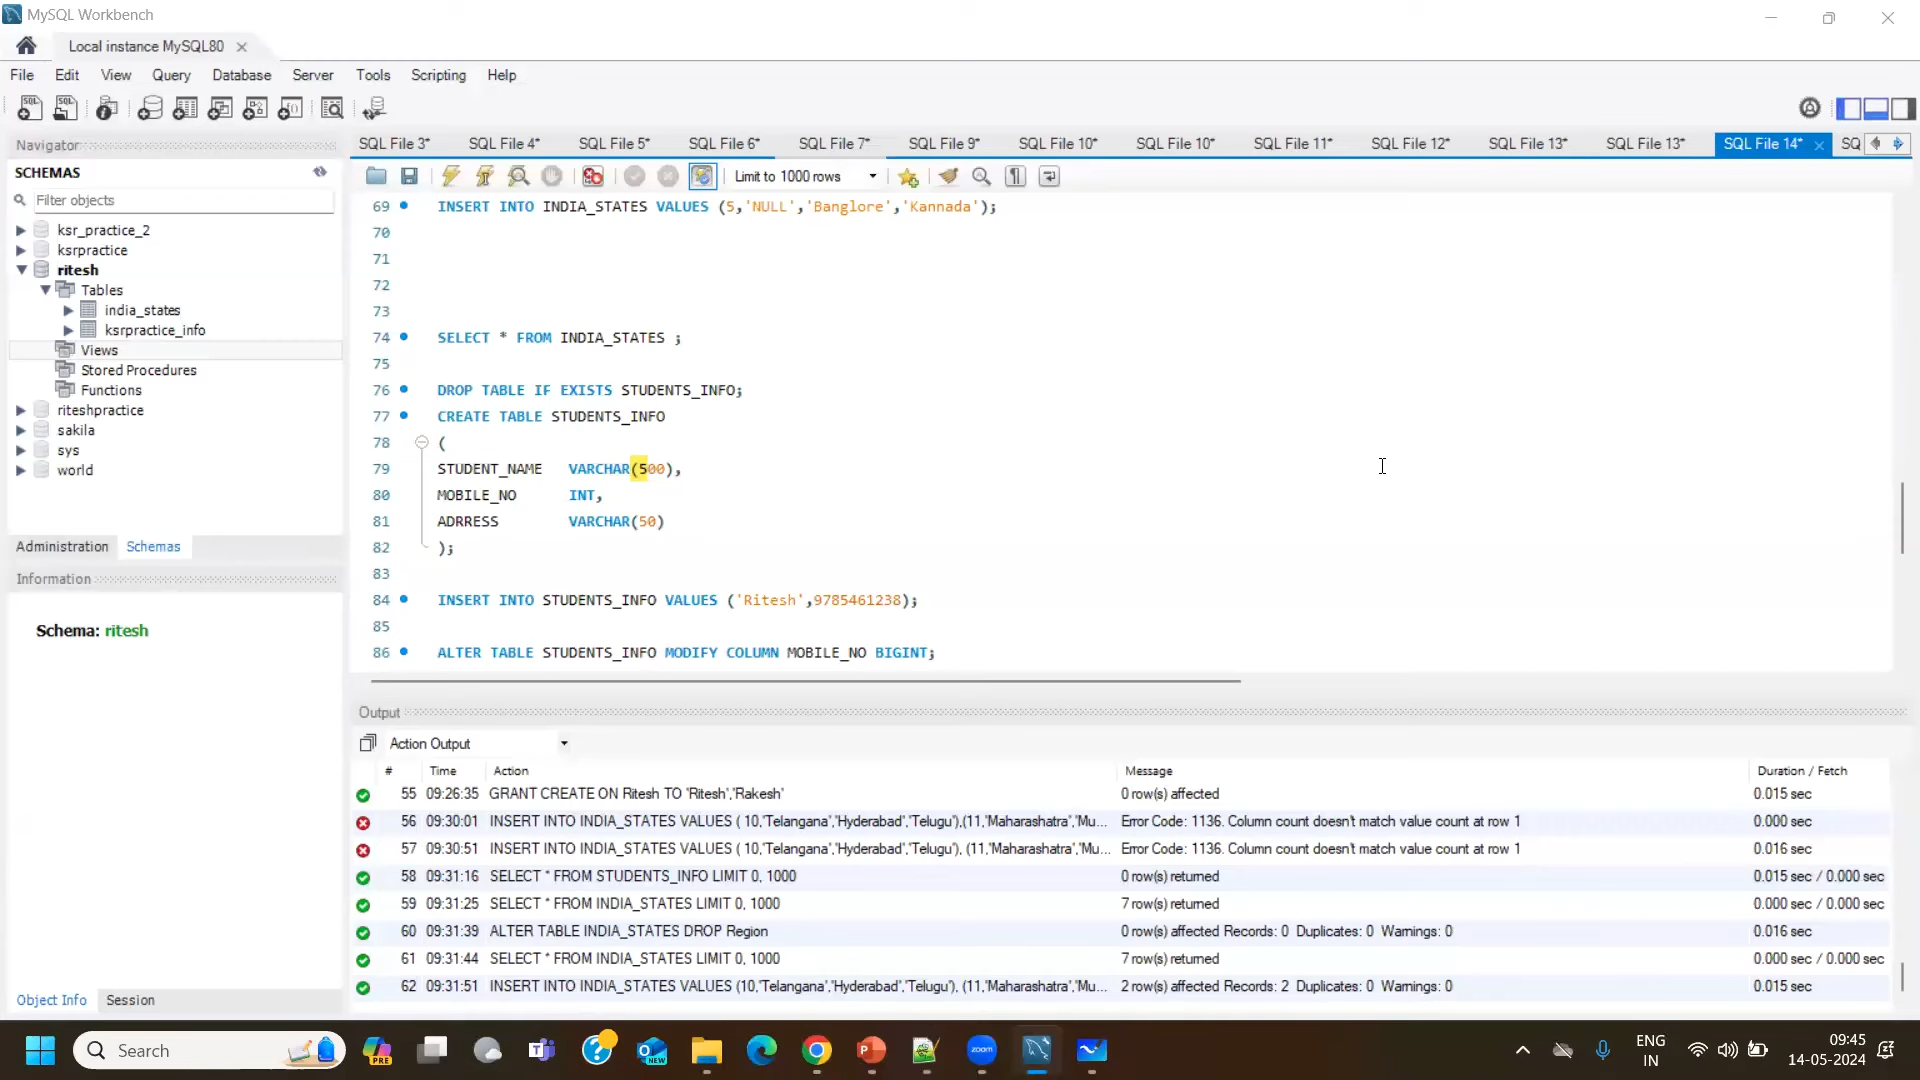 MySQL Workbench
Local instance MySQL80
File Edit View Query Database Server Tools Scripting Help
Navigator
SCHEMAS
Filter objects
ksr_practice_2
ksrpractice
ritesh
Tables
india_states
ksrpractice_info
Views
Stored Procedures
Functions
riteshpractice
sakila
sys
world
Administration Schemas
Information
Schema: ritesh
Object Info Session
SQL File 3* SQL File 4* SQL File 5* SQL File 6* SQL File 7* SQL File 9* SQL File 10* SQL File 10* SQL File 11* SQL File 12* SQL File 13* SQL File 13* SQL File 14* SQ
Limit to 1000 rows
69 INSERT INTO INDIA_STATES VALUES (5,'NULL','Banglore','Kannada');
70
71
72
73
74 SELECT * FROM INDIA_STATES ;
75
76 DROP TABLE IF EXISTS STUDENTS_INFO;
77 CREATE TABLE STUDENTS_INFO
78 (
79 STUDENT_NAME VARCHAR(500),
80 MOBILE_NO INT,
81 ADRRESS VARCHAR(50)
82 );
83
84 INSERT INTO STUDENTS_INFO VALUES ('Ritesh',9785461238);
85
86 ALTER TABLE STUDENTS_INFO MODIFY COLUMN MOBILE_NO BIGINT;
Output
Action Output
# Time Action Message Duration / Fetch
55 09:26:35 GRANT CREATE ON Ritesh TO 'Ritesh','Rakesh' 0 row(s) affected 0.015 sec
56 09:30:01 INSERT INTO INDIA_STATES VALUES ( 10,'Telangana','Hyderabad','Telugu'),(11,'Maharashatra','Mu... Error Code: 1136. Column count doesn't match value count at row 1 0.000 sec
57 09:30:51 INSERT INTO INDIA_STATES VALUES ( 10,'Telangana','Hyderabad','Telugu'), (11,'Maharashatra','Mu... Error Code: 1136. Column count doesn't match value count at row 1 0.016 sec
58 09:31:16 SELECT * FROM STUDENTS_INFO LIMIT 0, 1000 0 row(s) returned 0.015 sec / 0.000 sec
59 09:31:25 SELECT * FROM INDIA_STATES LIMIT 0, 1000 7 row(s) returned 0.000 sec / 0.000 sec
60 09:31:39 ALTER TABLE INDIA_STATES DROP Region 0 row(s) affected Records: 0 Duplicates: 0 Warnings: 0 0.016 sec
61 09:31:44 SELECT * FROM INDIA_STATES LIMIT 0, 1000 7 row(s) returned 0.000 sec / 0.000 sec
62 09:31:51 INSERT INTO INDIA_STATES VALUES (10,'Telangana','Hyderabad','Telugu'), (11,'Maharashatra','Mu... 2 row(s) affected Records: 2 Duplicates: 0 Warnings: 0 0.015 sec
Search
PRE
NEW
zoom
ENG
IN
09:45
14-05-2024